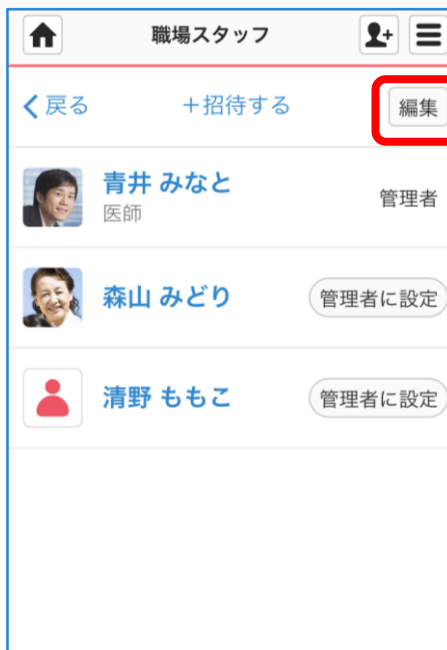 職場スタッフ
戻る
+招待する
編集
青井 みなと
医師
管理者
森山 みどり
管理者に設定
清野 ももこ
管理者に設定